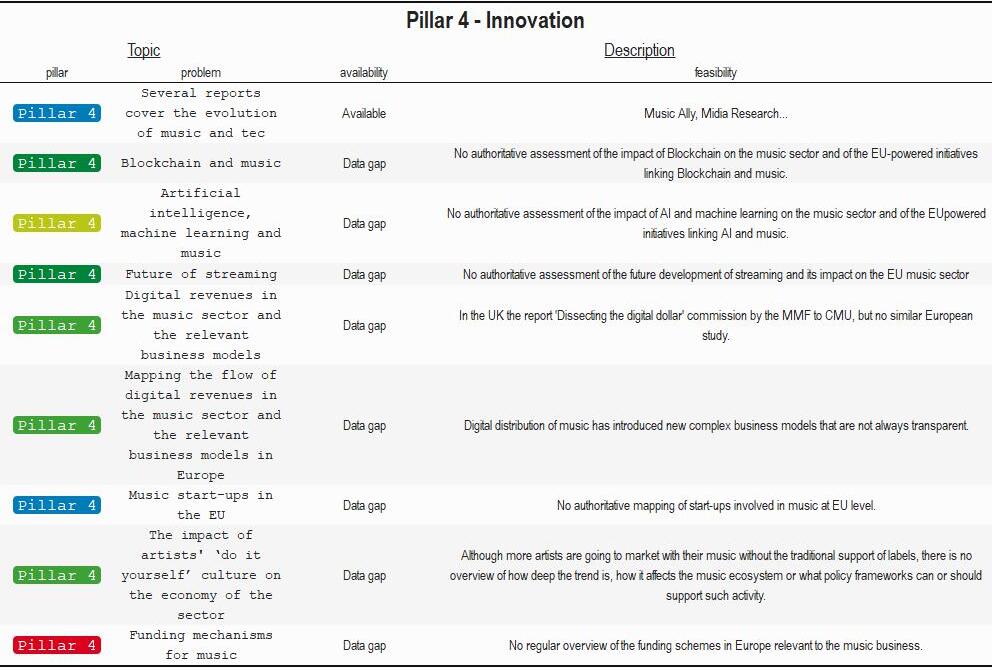 Pillar 4 - Innovation
Topic Description
pillar problem availability feasibility
Several reports
Pillar 4 cover the evolution Available Music Ally, Midia Research...
of music and tec
No authoritative assessment of the impact of Blockchain on the music sector and of the EU-powered initiatives
Pillar 4 Blockchain and music Data gap
linking Blockchain and music.
Artificial
intelligence,
No authoritative assessment of the impact of AI and machine learning on the music sector and of the EUpowered
Pillar 4 Data gap
machine learning and initiatives linking AI and music.
music
Pillar 4 Future of streaming Data gap No authoritative assessment of the future development of streaming and its impact on the EU music sector
Digital revenues in
the music sector and In the UK the report 'Dissecting the digital dollar' commission by the MMF to CMU, but no similar European
Pillar 4 Data gap
the relevant study.
business models
Mapping the flow of
digital revenues in
the music sector and
Pillar 4 Data gap Digital distribution of music has introduced new complex business models that are not always transparent.
the relevant
business models in
Europe
Music start-ups in
Pillar 4 Data gap No authoritative mapping of start-ups involved in music at EU level.
the EU
The impact of
artists' ‘do it Although more artists are going to market with their music without the traditional support of labels, there is no
Pillar 4 yourself’ culture on Data gap overview of how deep the trend is, how it affects the music ecosystem or what policy frameworks can or should
the economy of the support such activity.
sector
Funding mechanisms
Pillar 4 Data gap No regular overview of the funding schemes in Europe relevant to the music business.
for music